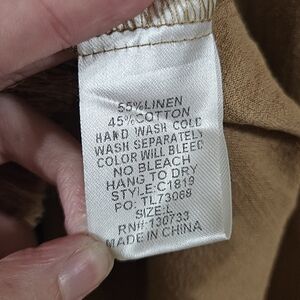 55%LINEN
45%COTTON
HAND WASH COLD
WASH SEPARATELY
COLOR WILL BLEED
NO BLEACH
HANG TO DRY
STYLE:C1819
PO: TL73068
SIZE:L
RN#:130733
MADE IN CHINA